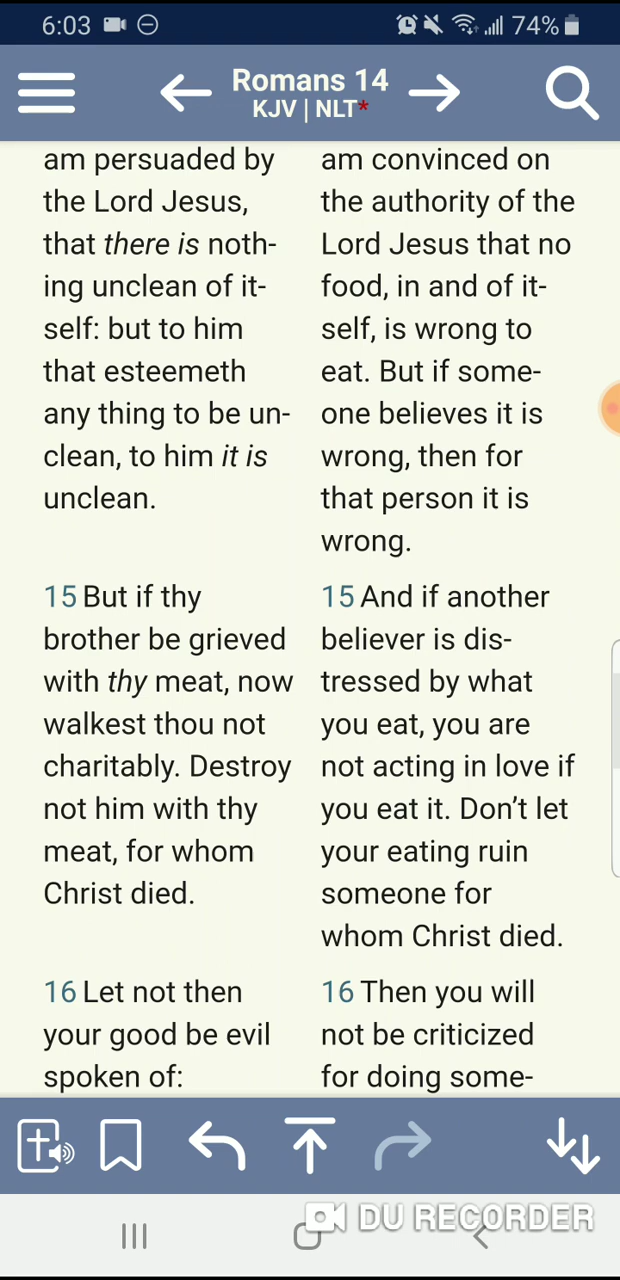 6:03
74%
Romans 14
KJV | NLT*
am persuaded by
the Lord Jesus,
that there is noth-
ing unclean of it-
self: but to him
that esteemeth
any thing to be un-
clean, to him it is
unclean.
15 But if thy
brother be grieved
with thy meat, now
walkest thou not
charitably. Destroy
not him with thy
meat, for whom
Christ died.
16 Let not then
your good be evil
spoken of:
am convinced on
the authority of the
Lord Jesus that no
food, in and of it-
self, is wrong to
eat. But if some-
one believes it is
wrong, then for
that person it is
wrong.
15 And if another
believer is dis-
tressed by what
you eat, you are
not acting in love if
you eat it. Don’t let
your eating ruin
someone for
whom Christ died.
16 Then you will
not be criticized
for doing some-
DU RECORDER